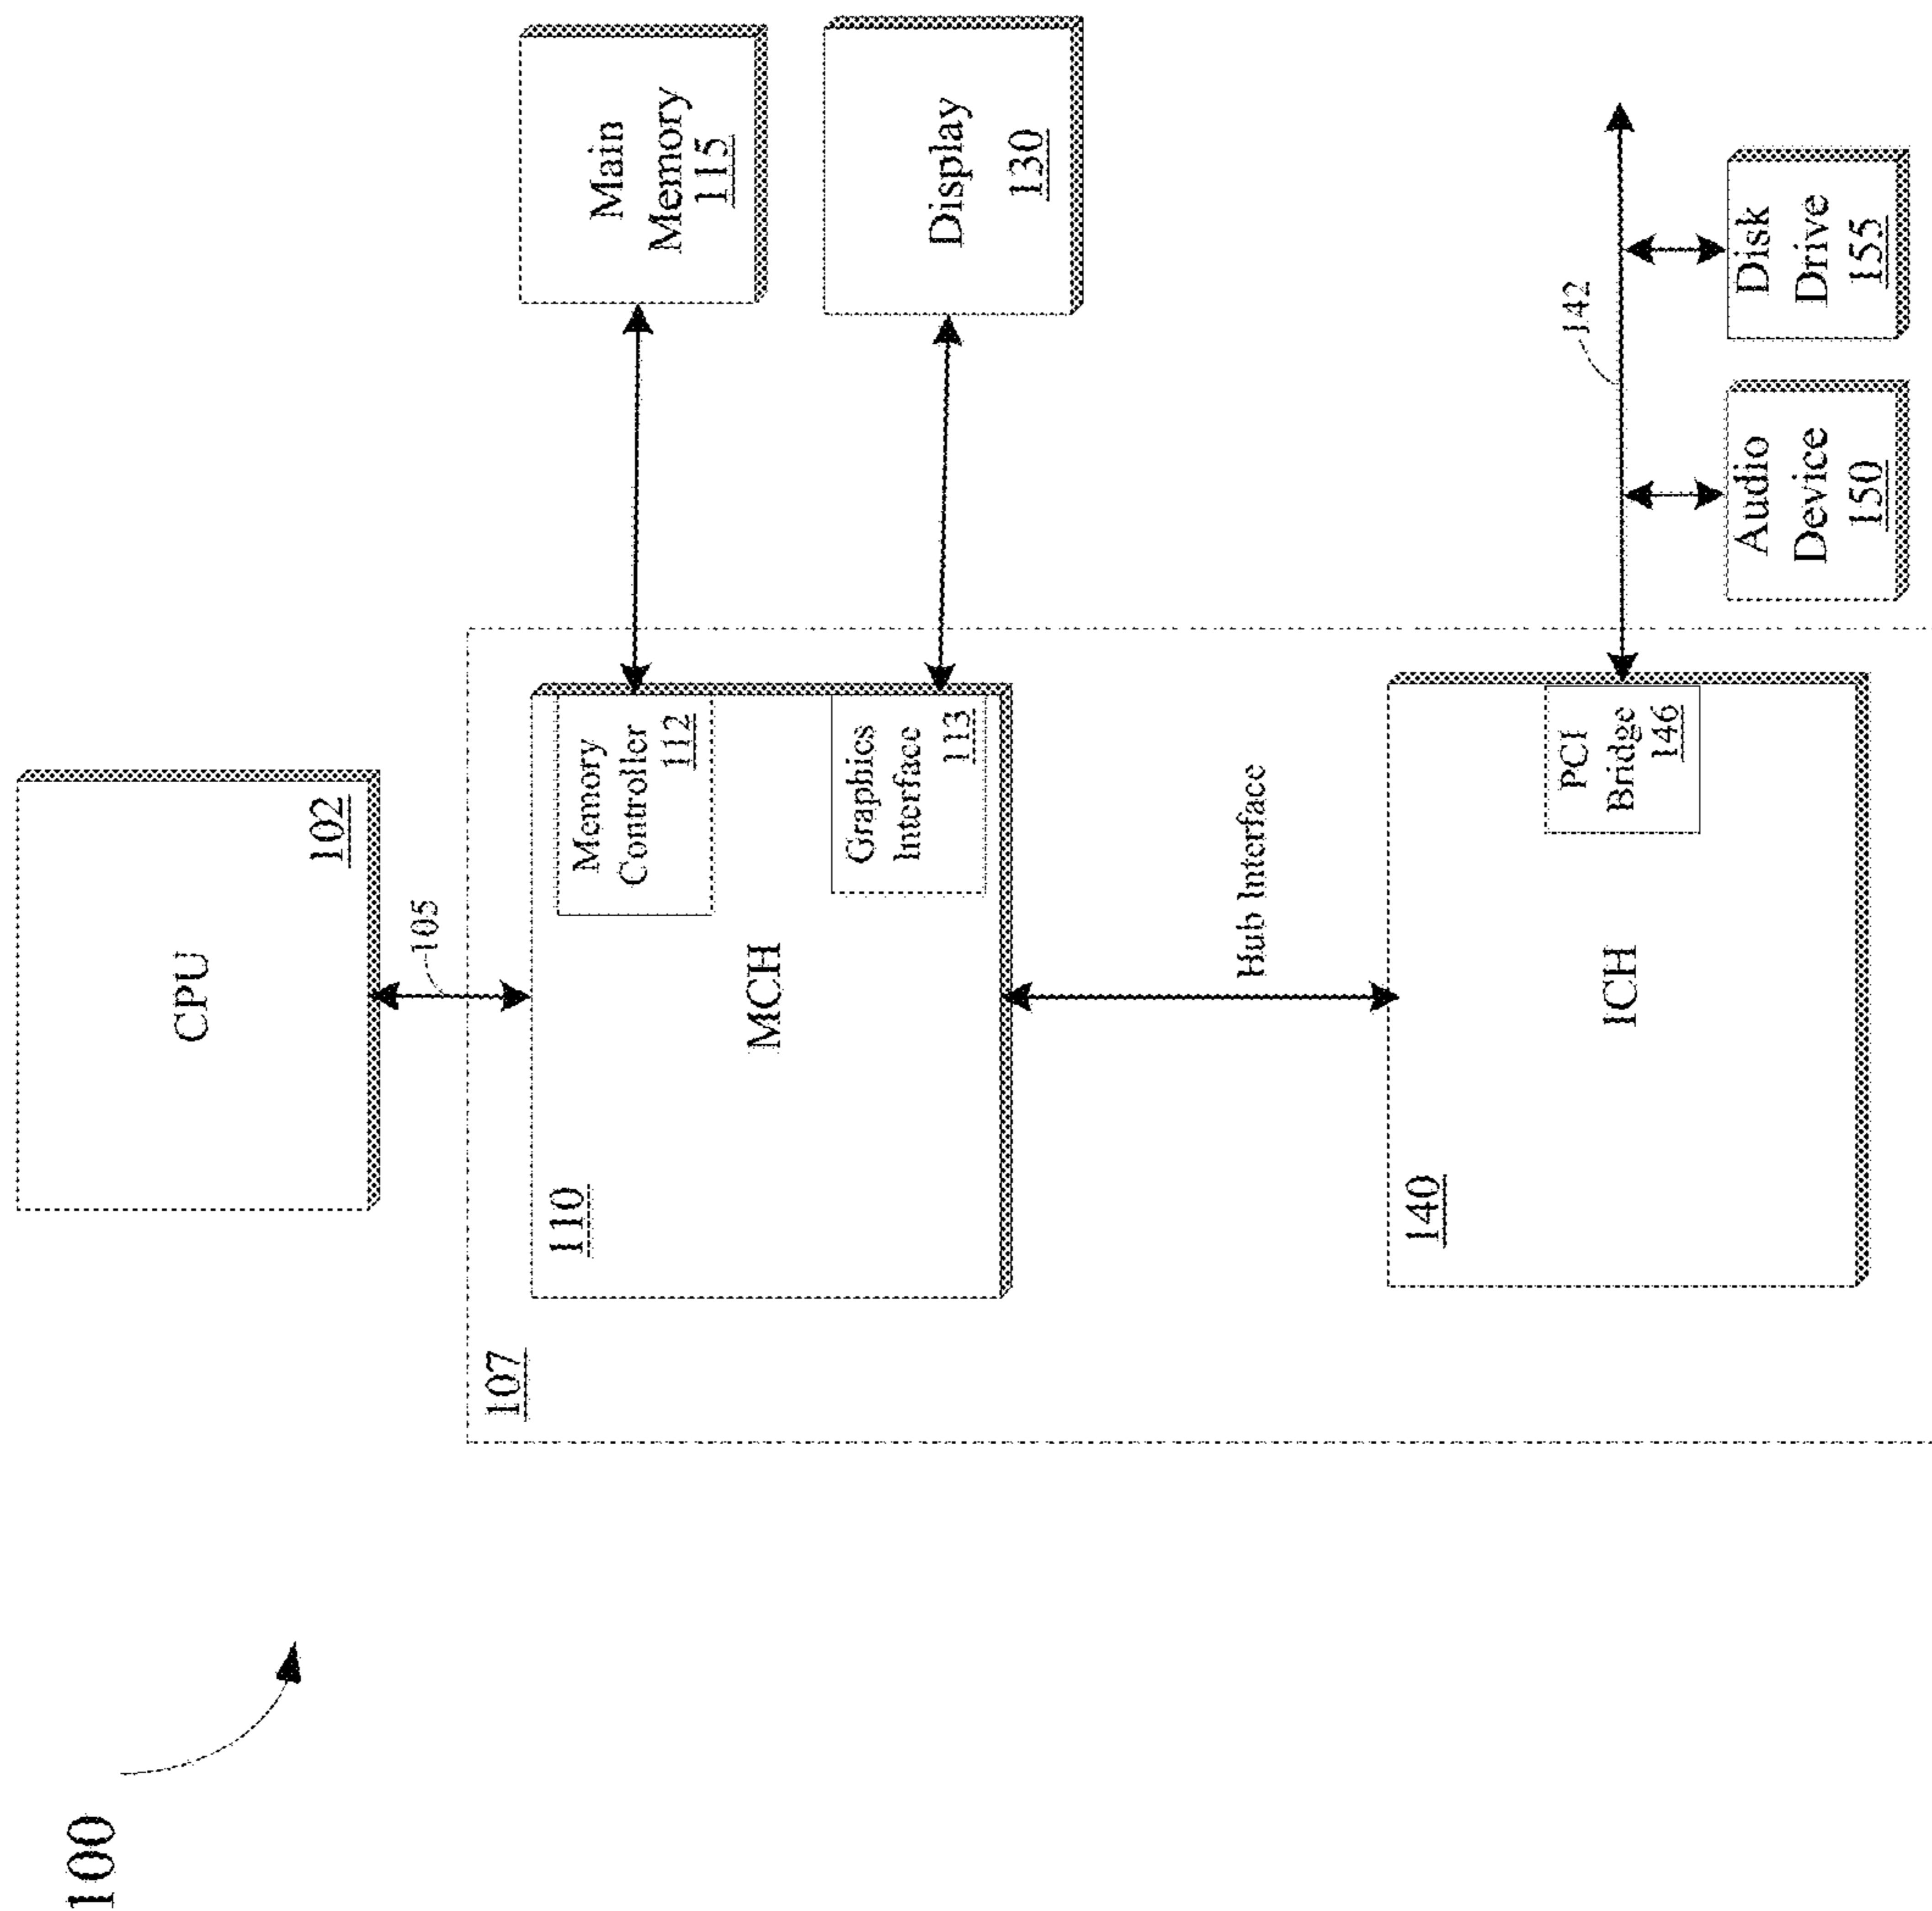 100
CPU
102
105
107
110
MCH
Memory
Controller
112
Graphics
Interface
113
Main
Memory
115
Display
130
Hub Interface
140
ICH
PCI
Bridge
146
142
Audio
Device
150
Disk
Drive
155